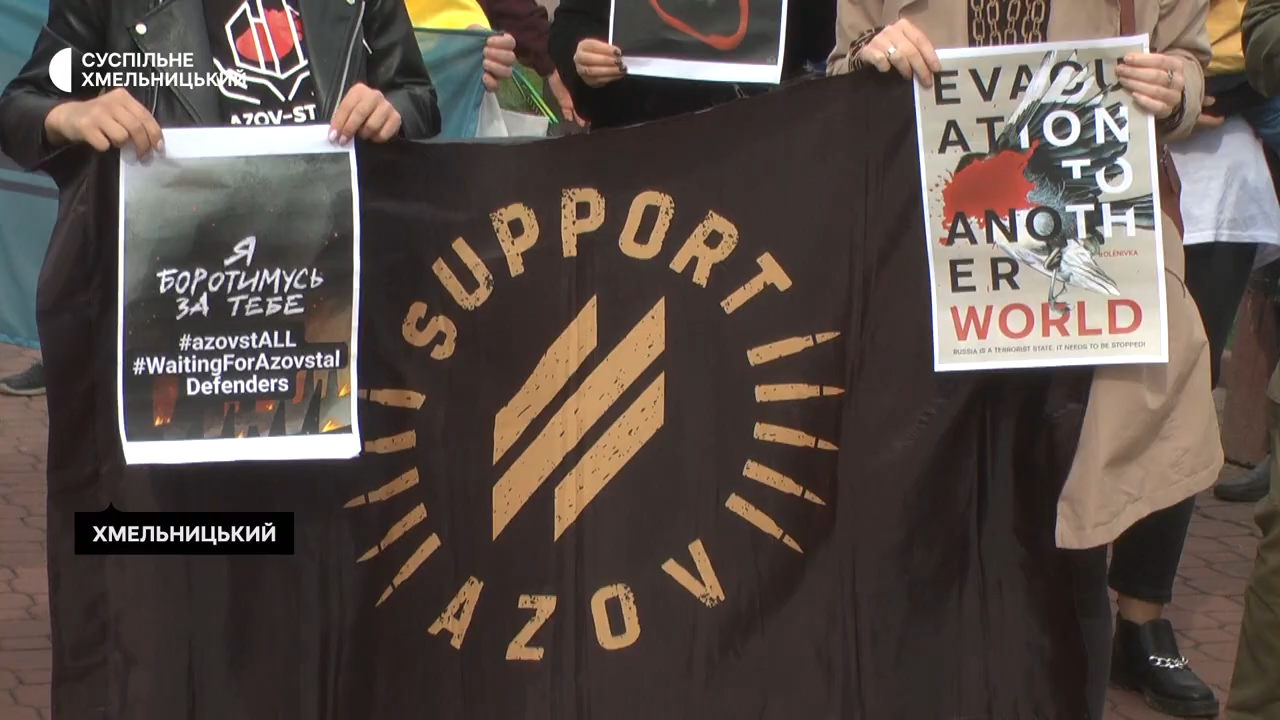 СУСПІЛЬНЕ
ХМЕЛЬНИЦЬКИЙ
AZOV-ST
Я
БОРОТИМУСЬ
ЗА ТЕБЕ
#azovstALL
#WaitingForAzovstal
Defenders
SUPPORT
AZOV
EVACU
ATION
TO
ANOTH
ER
WORLD
#OLENIVKA
RUSSIA IS A TERRORIST STATE. IT NEEDS TO BE STOPPED!
ХМЕЛЬНИЦЬКИЙ